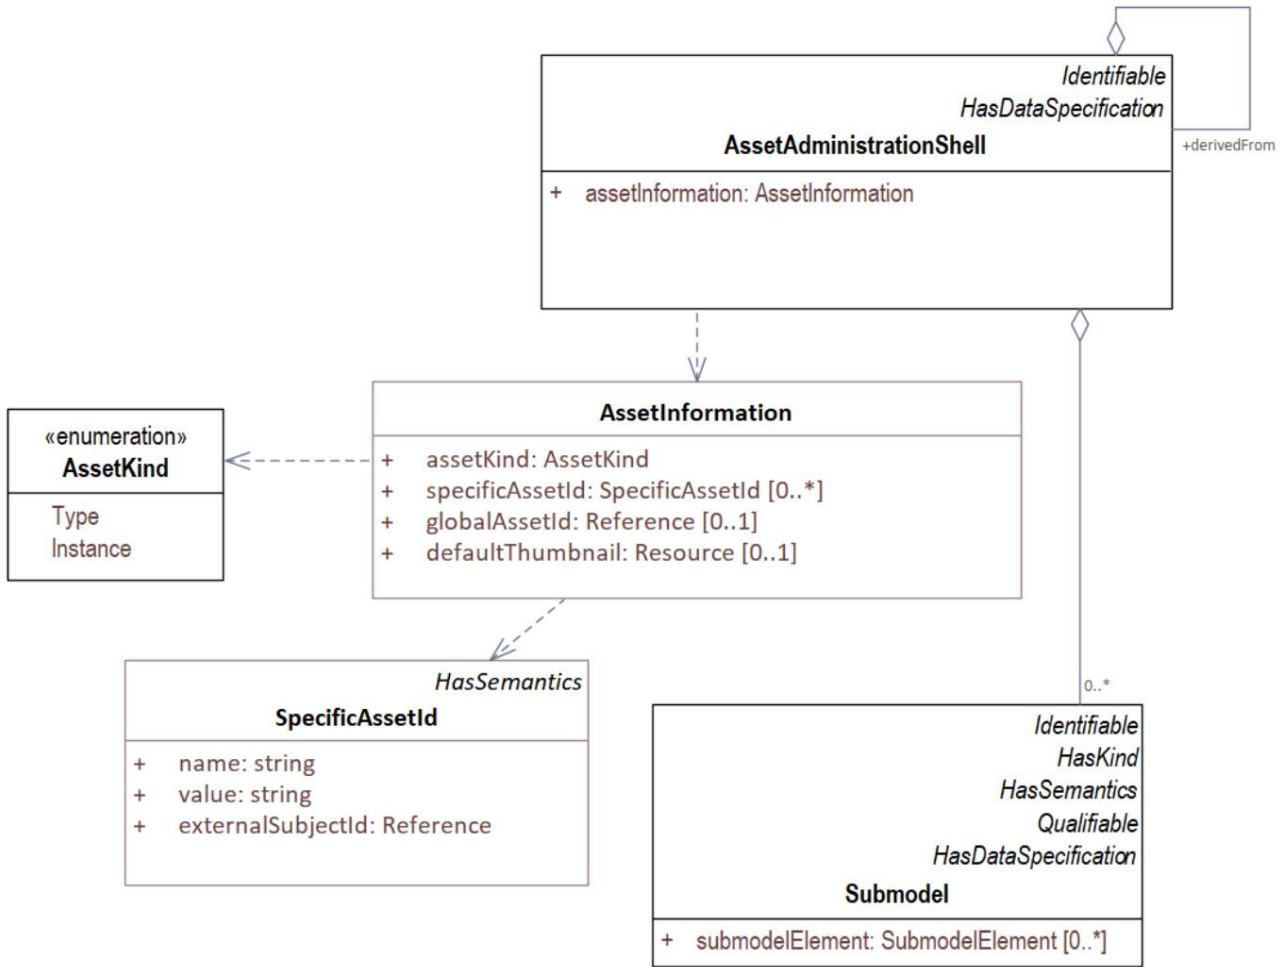 Identifiable
HasDataSpecification
AssetAdministrationShell
+derivedFrom
+ assetInformation: AssetInformation
AssetInformation
+ assetKind: AssetKind
+ specificAssetId: SpecificAssetId [0..*]
+ globalAssetId: Reference [0..1]
+ defaultThumbnail: Resource [0..1]
«enumeration»
AssetKind
Type
Instance
HasSemantics
SpecificAssetId
+ name: string
+ value: string
+ externalSubjectId: Reference
0..*
Identifiable
HasKind
HasSemantics
Qualifiable
HasDataSpecification
Submodel
+ submodelElement: SubmodelElement [0..*]